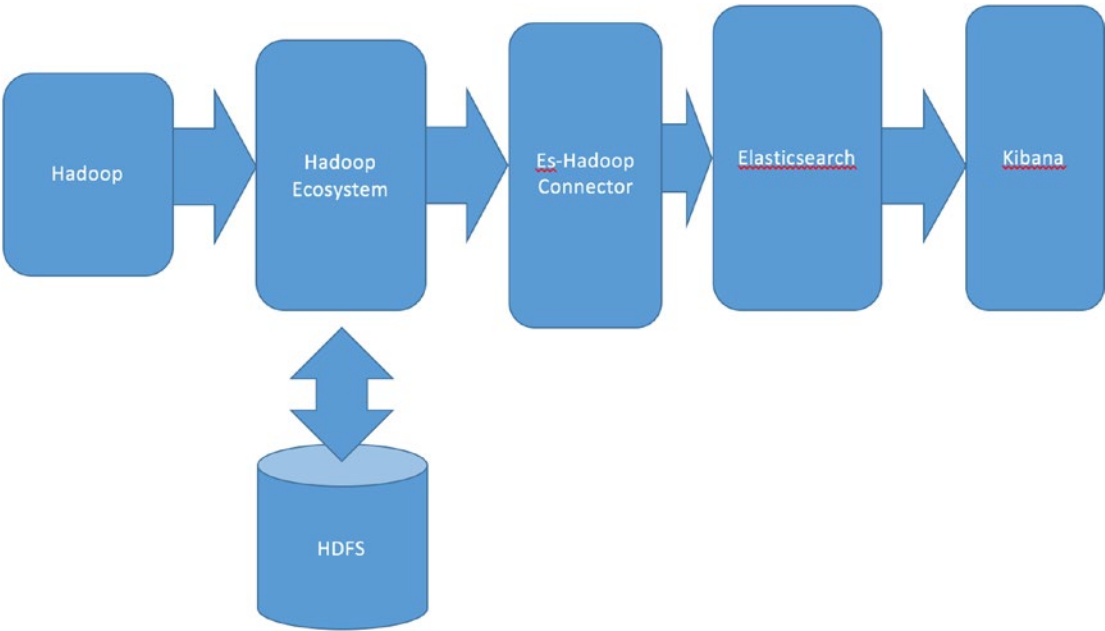 Hadoop
Hadoop
Ecosystem
Es-Hadoop
Connector
Elasticsearch
Kibana
HDFS